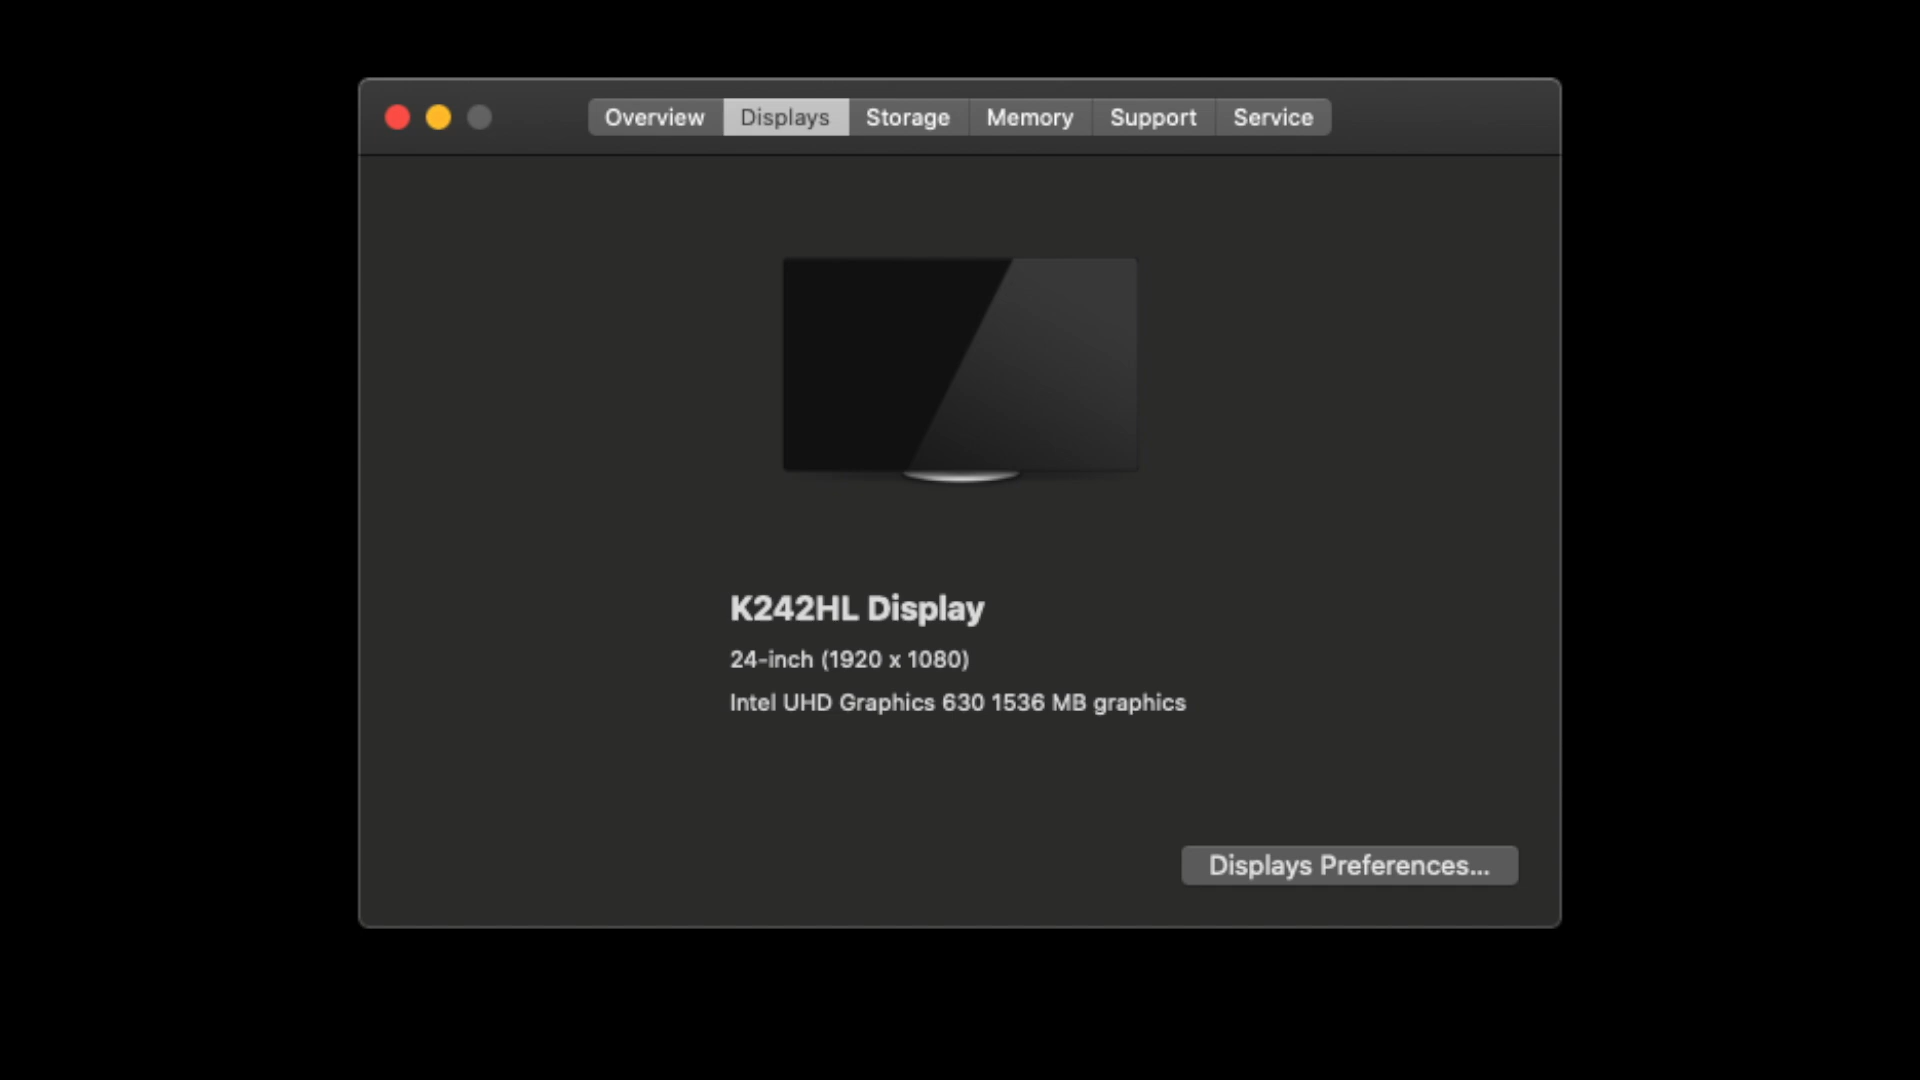 Overview Displays Storage Memory Support Service
K242HL Display
24-inch (1920 x 1080)
Intel UHD Graphics 630 1536 MB graphics
Displays Preferences...